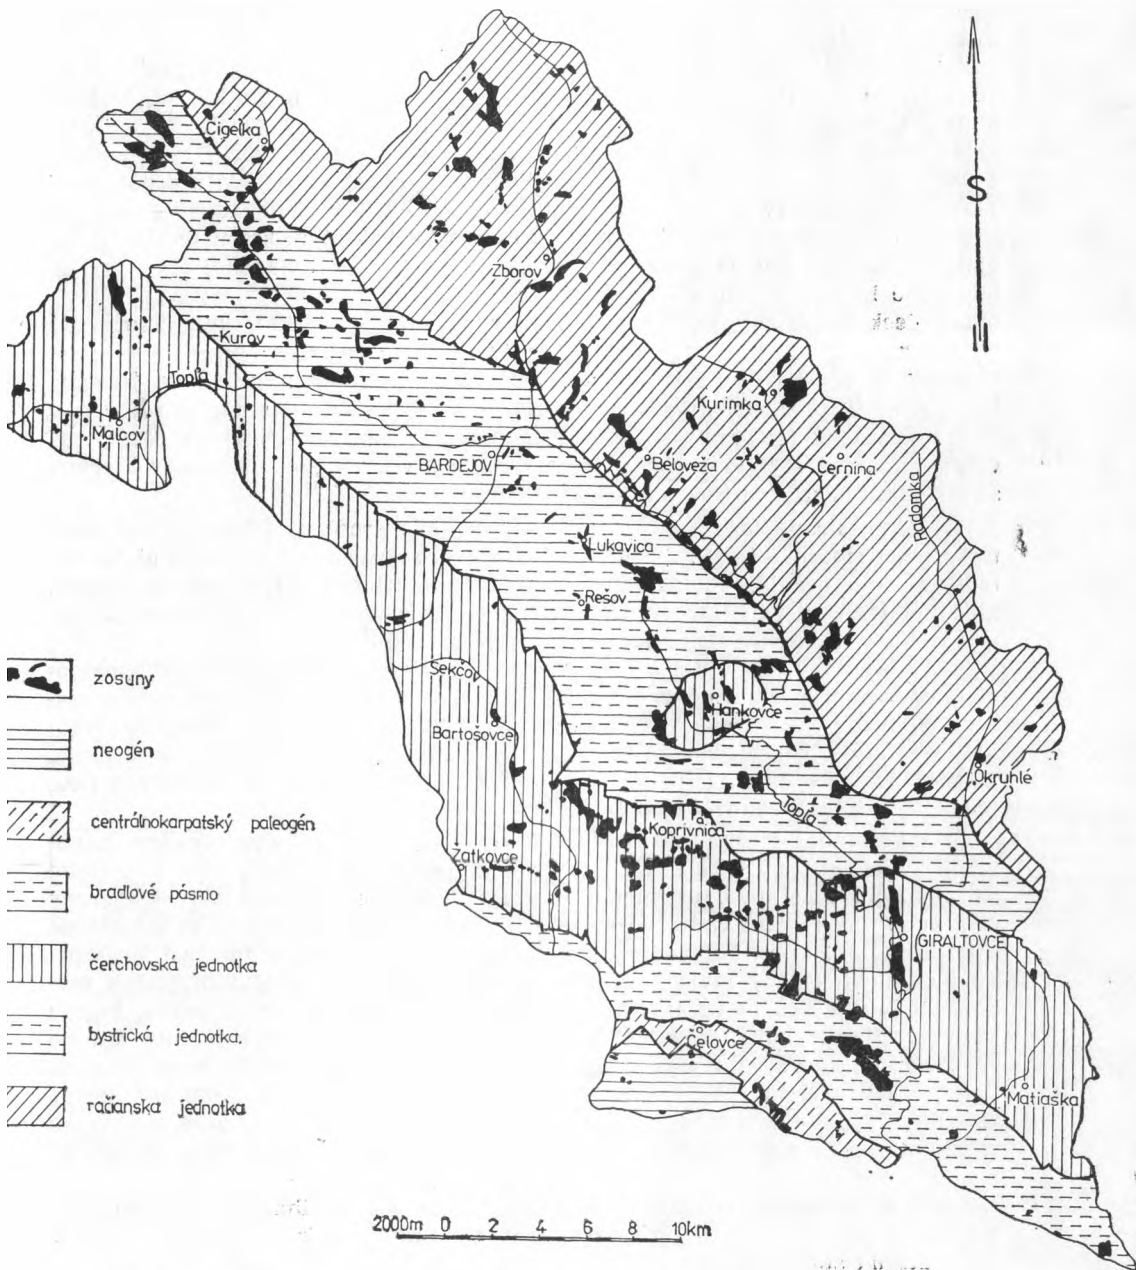 Cigeľka
S
Zborov
Kurov
Topľa
Kurimka
Malcov
BARDEJOV
Beloveža
Cernina
Radomka
Lukavica
Rešov
zosuny
Sekčov
Hankovce
Bartošovce
neogén
Okruhlé
Topľa
centrálnokarpatský paleogén
Koprivnica
Žatkovce
bradlové pásmo
GIRALTOVCE
čerchovská jednotka
bystrická jednotka.
Čelovce
Matiaška
račianska jednotka
2000m 0 2 4 6 8 10km